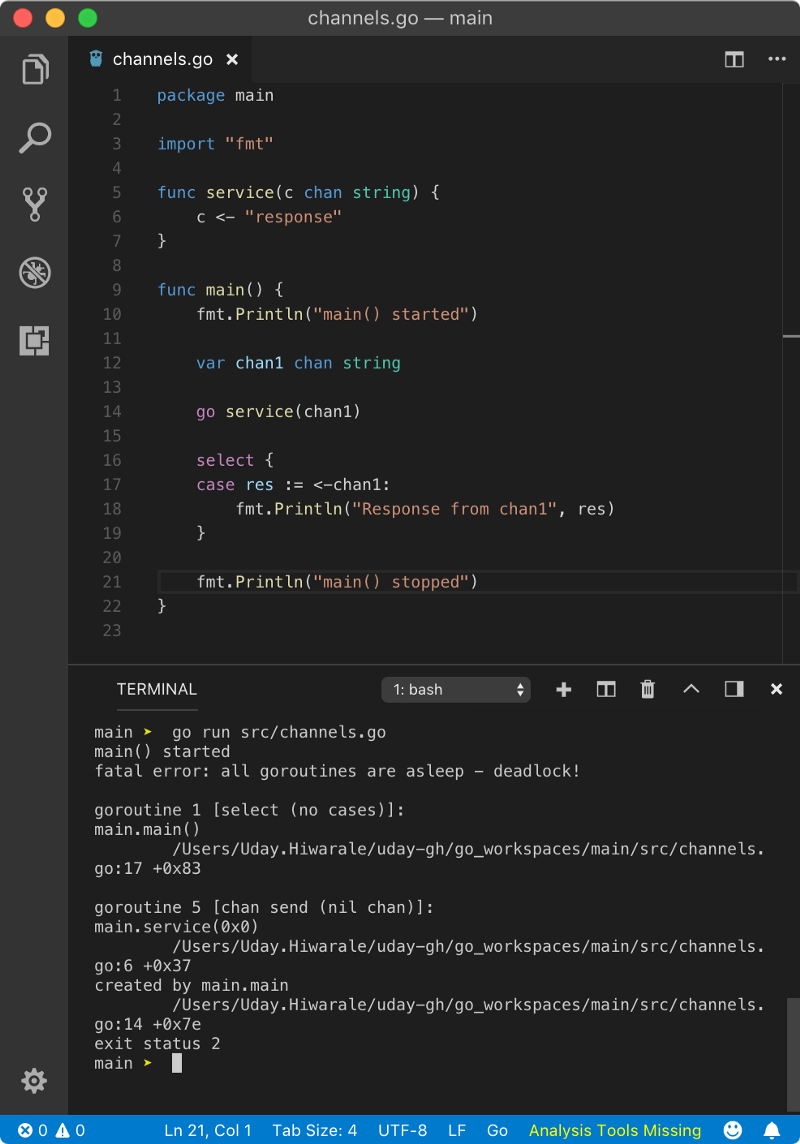 channels.go — main
channels.go
1 package main
2
3 import "fmt"
4
5 func service(c chan string) {
6     c <- "response"
7 }
8
9 func main() {
10     fmt.Println("main() started")
11
12     var chan1 chan string
13
14     go service(chan1)
15
16     select {
17     case res := <-chan1:
18         fmt.Println("Response from chan1", res)
19     }
20
21     fmt.Println("main() stopped")
22 }
23
TERMINAL 1: bash
main ➤  go run src/channels.go
main() started
fatal error: all goroutines are asleep - deadlock!

goroutine 1 [select (no cases)]:
main.main()
        /Users/Uday.Hiwarale/uday-gh/go_workspaces/main/src/channels.
go:17 +0x83

goroutine 5 [chan send (nil chan)]:
main.service(0x0)
        /Users/Uday.Hiwarale/uday-gh/go_workspaces/main/src/channels.
go:6 +0x37
created by main.main
        /Users/Uday.Hiwarale/uday-gh/go_workspaces/main/src/channels.
go:14 +0x7e
exit status 2
main ➤
0 0 Ln 21, Col 1 Tab Size: 4 UTF-8 LF Go Analysis Tools Missing